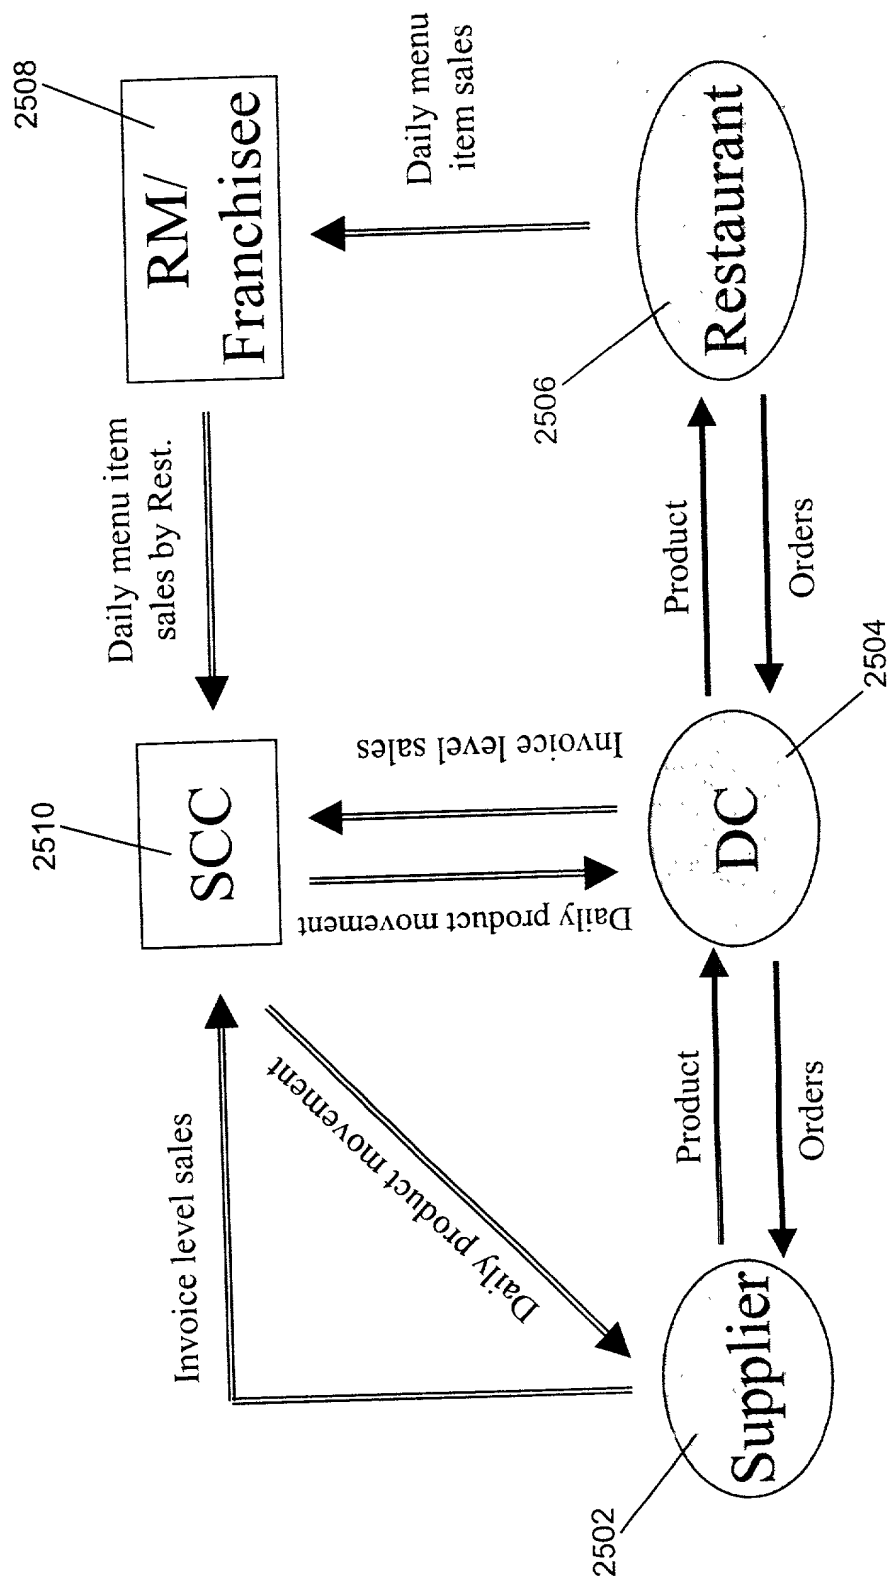 2510
2508
SCC
RM/
Franchisee
Invoice level sales
Daily menu item
sales by Rest.
Daily product movement
Daily product movement
Invoice level sales
Daily menu
item sales
Product
Product
2506
Supplier
DC
Restaurant
Orders
Orders
2502
2504